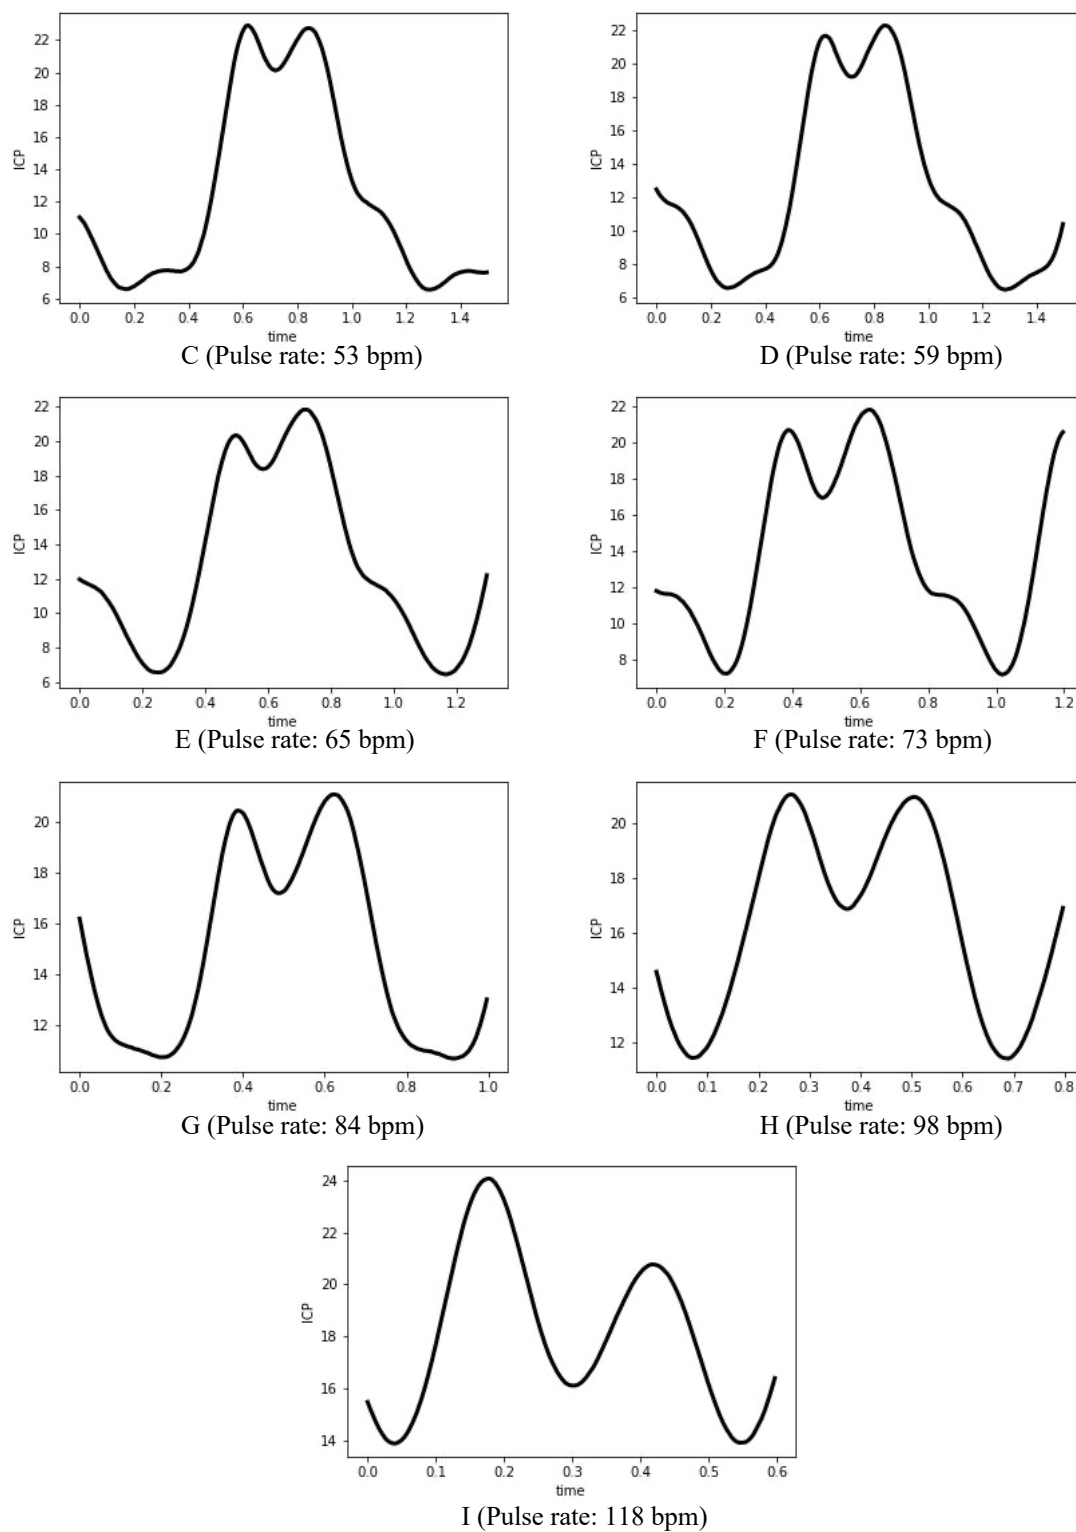 22
20
18
16
14
12
10
8
6
ICP
0.0 0.2 0.4 0.6 0.8 1.0 1.2 1.4
time
C (Pulse rate: 53 bpm)
22
20
18
16
14
12
10
8
6
ICP
0.0 0.2 0.4 0.6 0.8 1.0 1.2 1.4
time
D (Pulse rate: 59 bpm)
22
20
18
16
14
12
10
8
6
ICP
0.0 0.2 0.4 0.6 0.8 1.0 1.2
time
E (Pulse rate: 65 bpm)
22
20
18
16
14
12
10
8
ICP
0.0 0.2 0.4 0.6 0.8 1.0 1.2
time
F (Pulse rate: 73 bpm)
20
18
16
14
12
ICP
0.0 0.2 0.4 0.6 0.8 1.0
time
G (Pulse rate: 84 bpm)
20
18
16
14
12
ICP
0.0 0.1 0.2 0.3 0.4 0.5 0.6 0.7 0.8
time
H (Pulse rate: 98 bpm)
24
22
20
18
16
14
ICP
0.0 0.1 0.2 0.3 0.4 0.5 0.6
time
I (Pulse rate: 118 bpm)